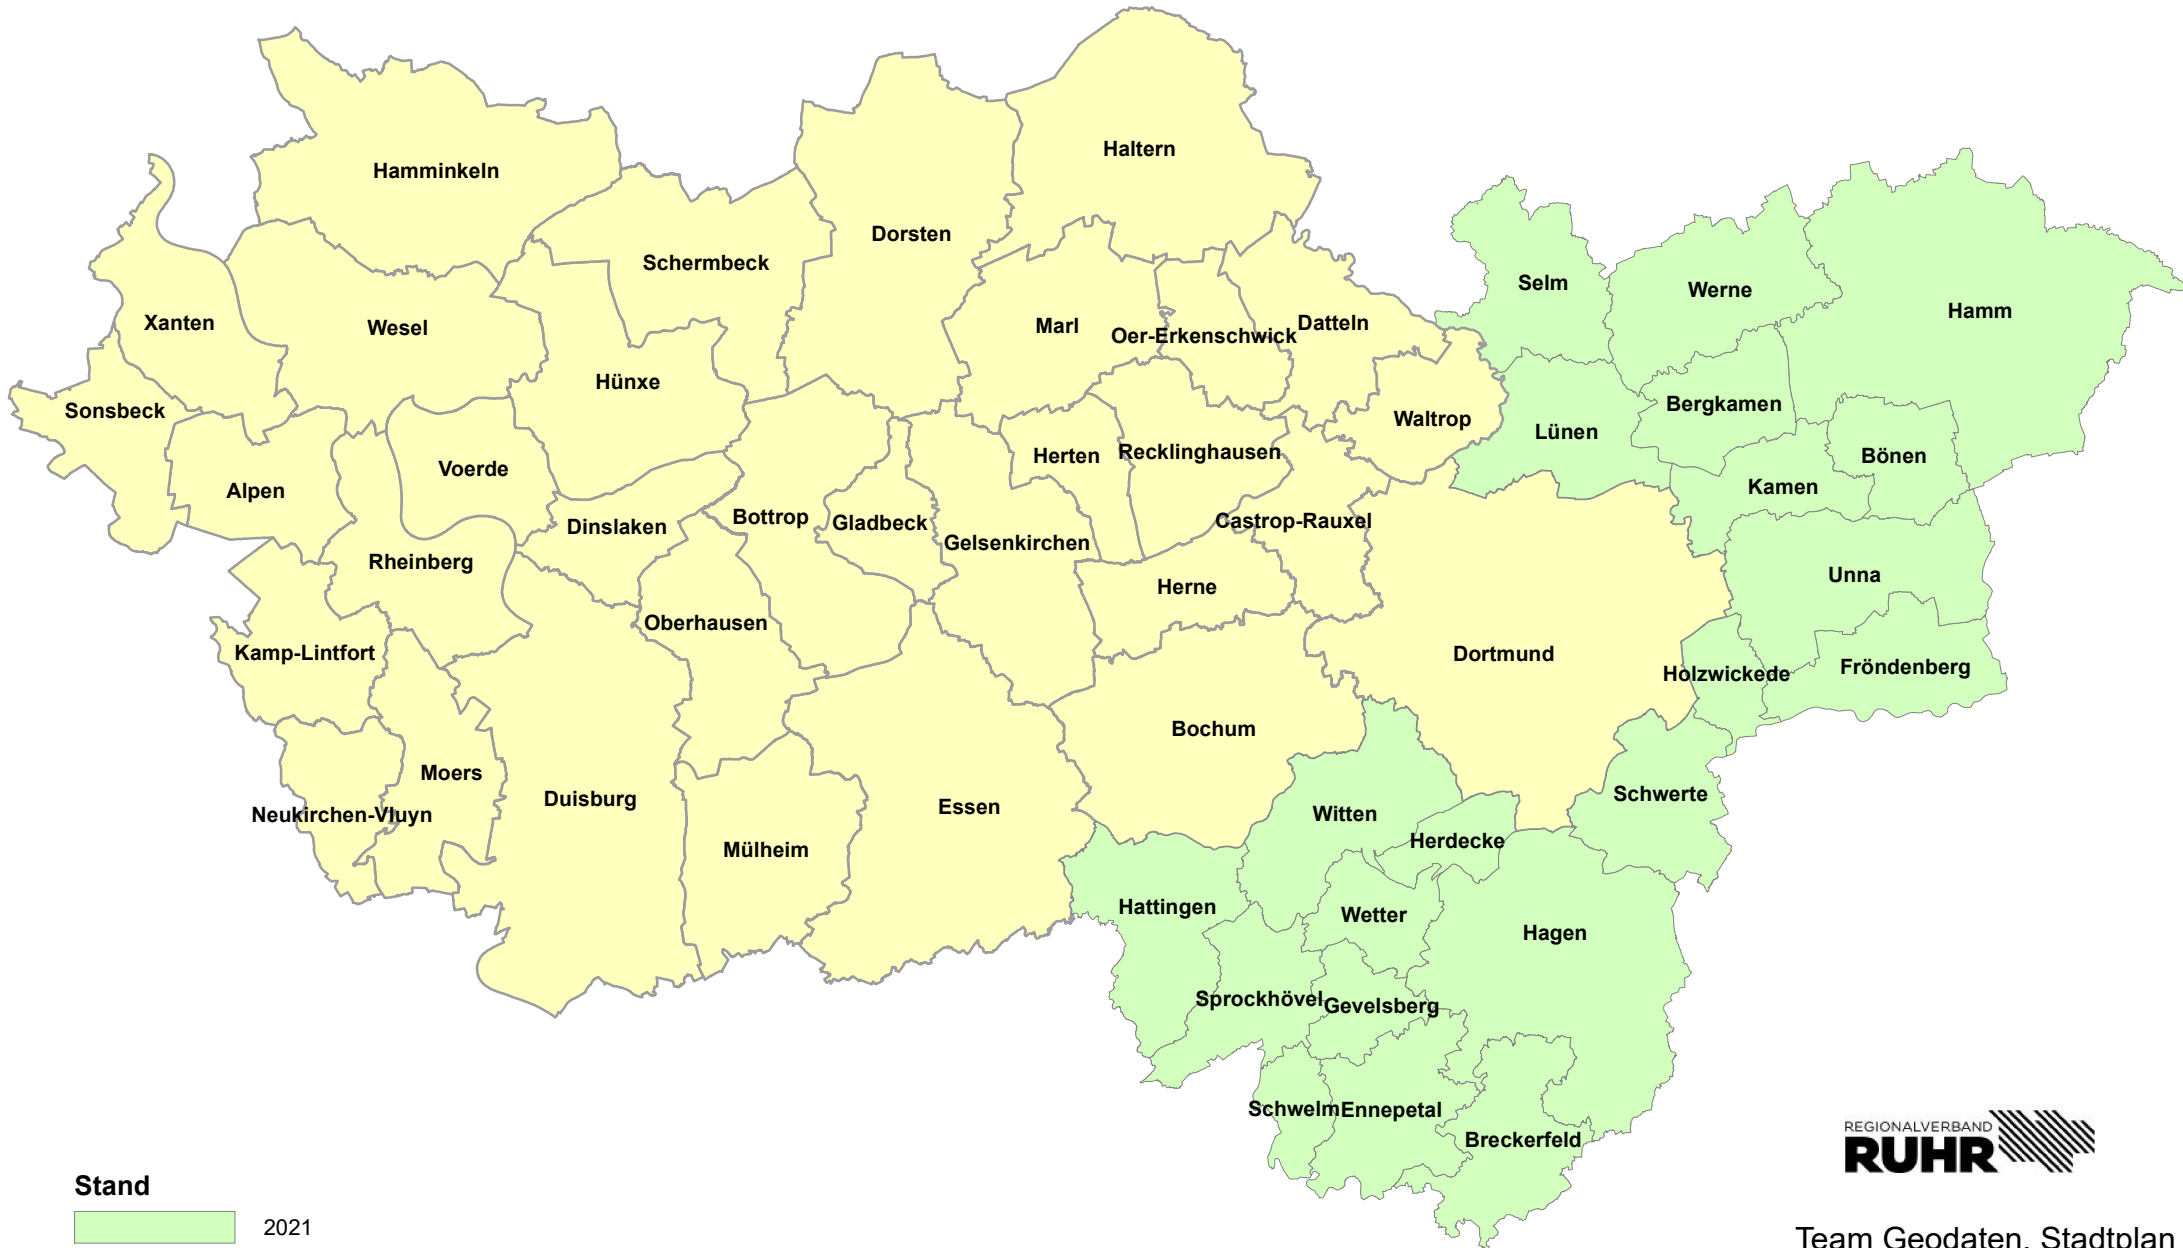 Haltern
Hamminkeln
Dorsten
Schermbeck
Selm
Werne
Hamm
Xanten
Wesel
Marl
Oer-Erkenschwick
Datteln
Hünxe
Sonsbeck
Waltrop
Bergkamen
Lünen
Voerde
Herten
Recklinghausen
Bönen
Alpen
Kamen
Dinslaken
Bottrop
Gladbeck
Castrop-Rauxel
Gelsenkirchen
Rheinberg
Herne
Unna
Oberhausen
Kamp-Lintfort
Dortmund
Holzwickede
Fröndenberg
Bochum
Moers
Duisburg
Neukirchen-Vluyn
Essen
Witten
Schwerte
Mülheim
Herdecke
Hattingen
Wetter
Hagen
Sprockhövel
Gevelsberg
Schwelm
Ennepetal
Breckerfeld
REGIONALVERBAND
RUHR
Stand
2021
Team Geodaten, Stadtplan